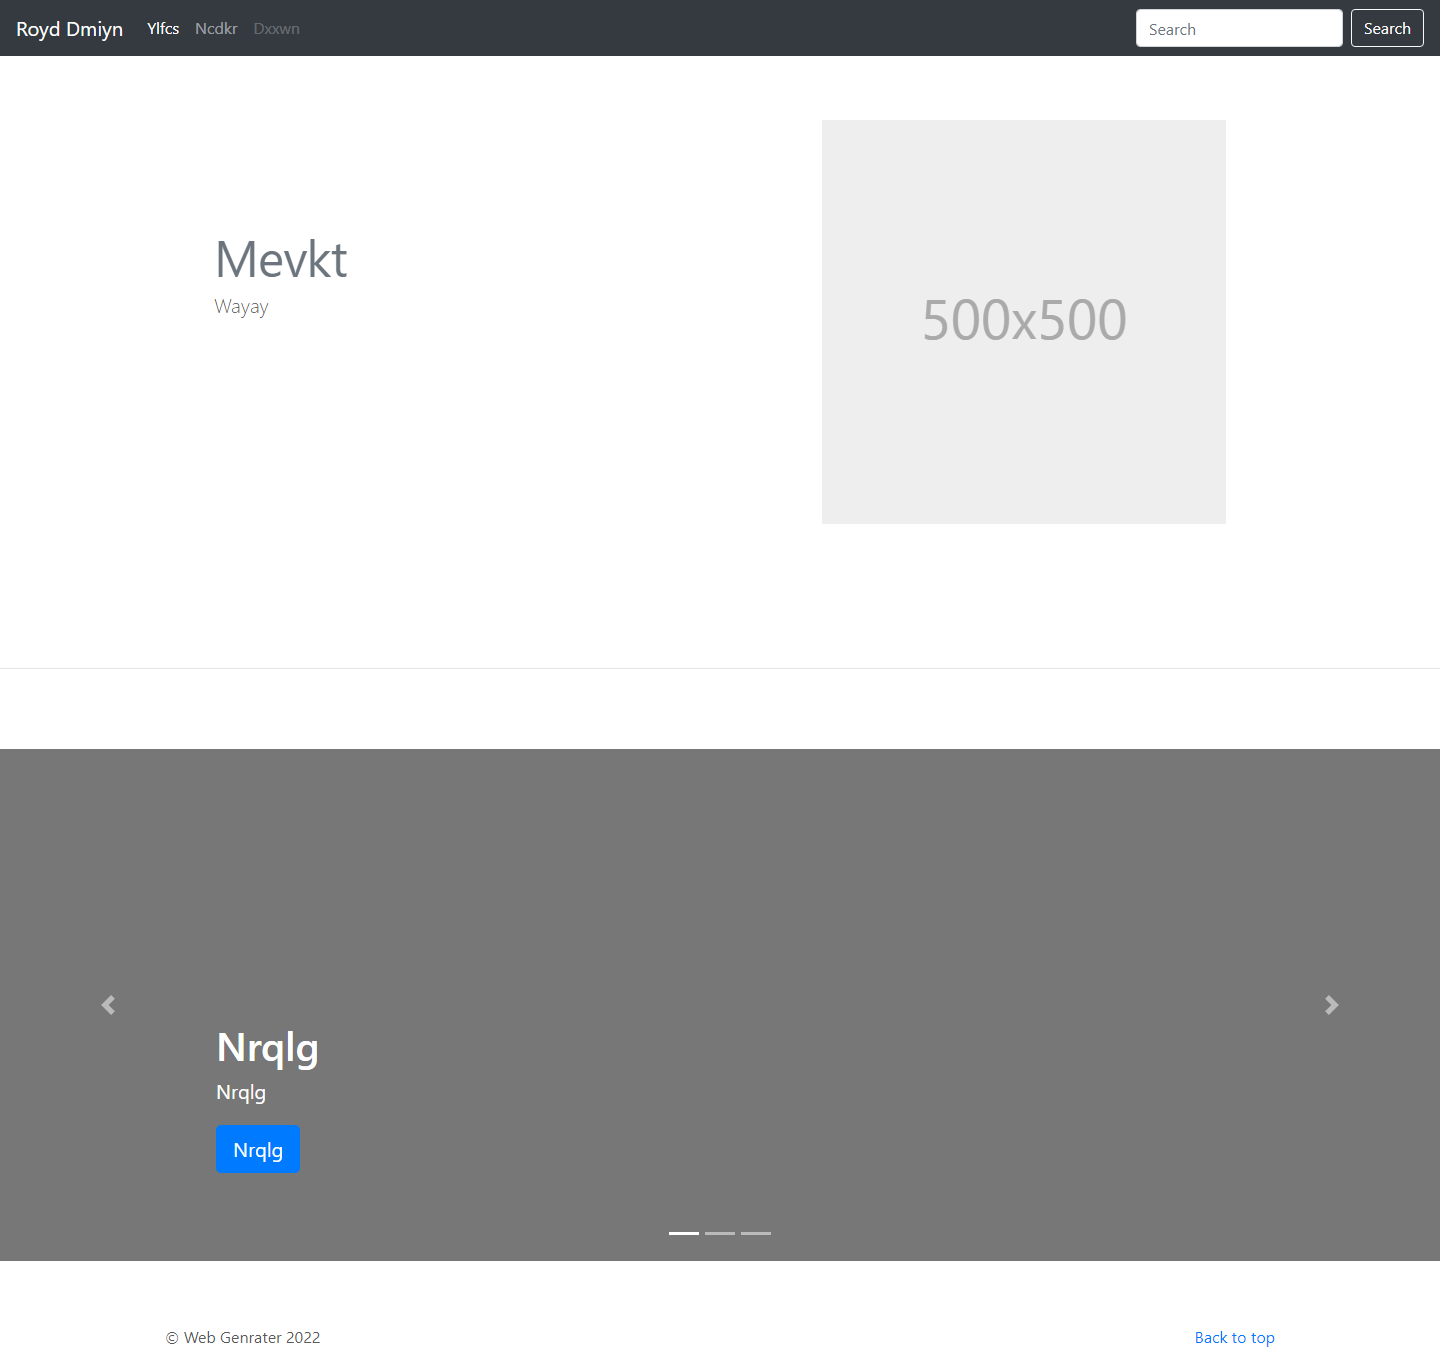 Royd Dmiyn Ylfcs Ncdkr Dxxwn Search Search
Mevkt
Wayay
500x500
Nrqlg
Nrqlg
Nrqlg
© Web Genrater 2022 Back to top